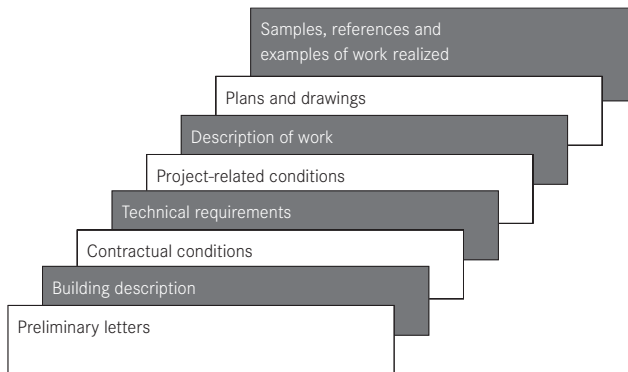 Samples, references and
examples of work realized
Plans and drawings
Description of work
Project-related conditions
Technical requirements
Contractual conditions
Building description
Preliminary letters